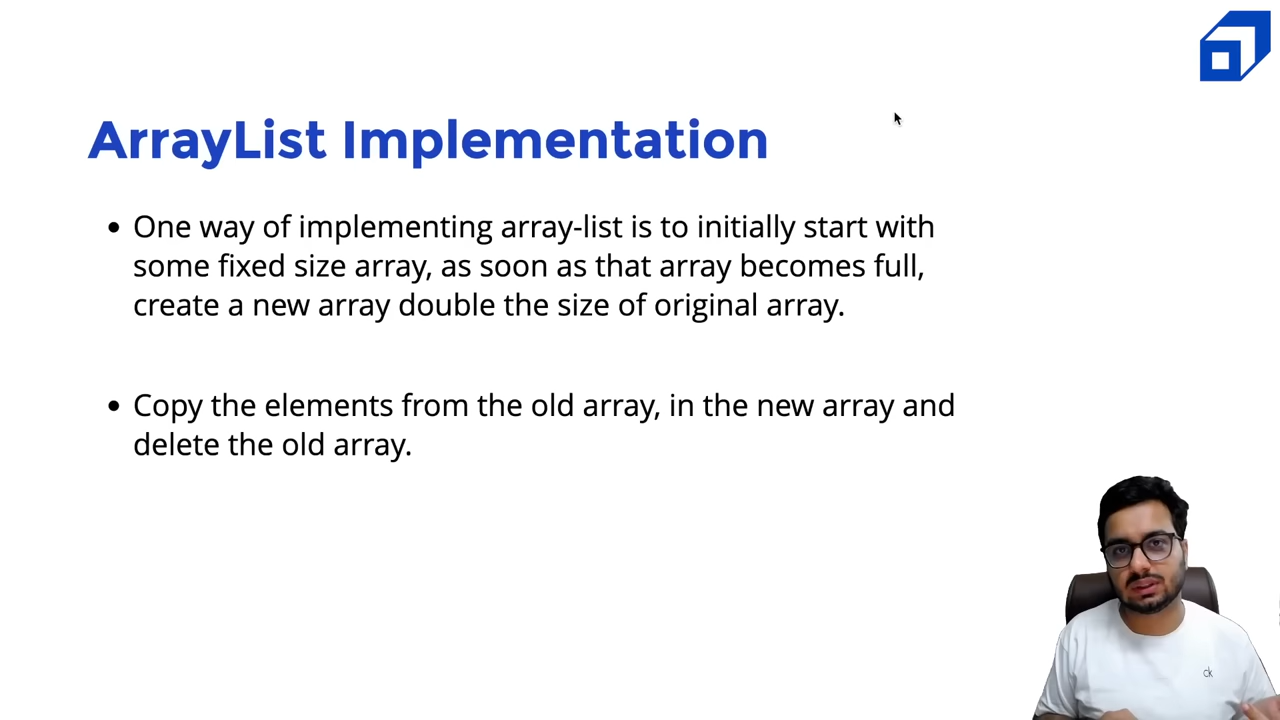 ArrayList Implementation
• One way of implementing array-list is to initially start with
some fixed size array, as soon as that array becomes full,
create a new array double the size of original array.
• Copy the elements from the old array, in the new array and
delete the old array.
ck